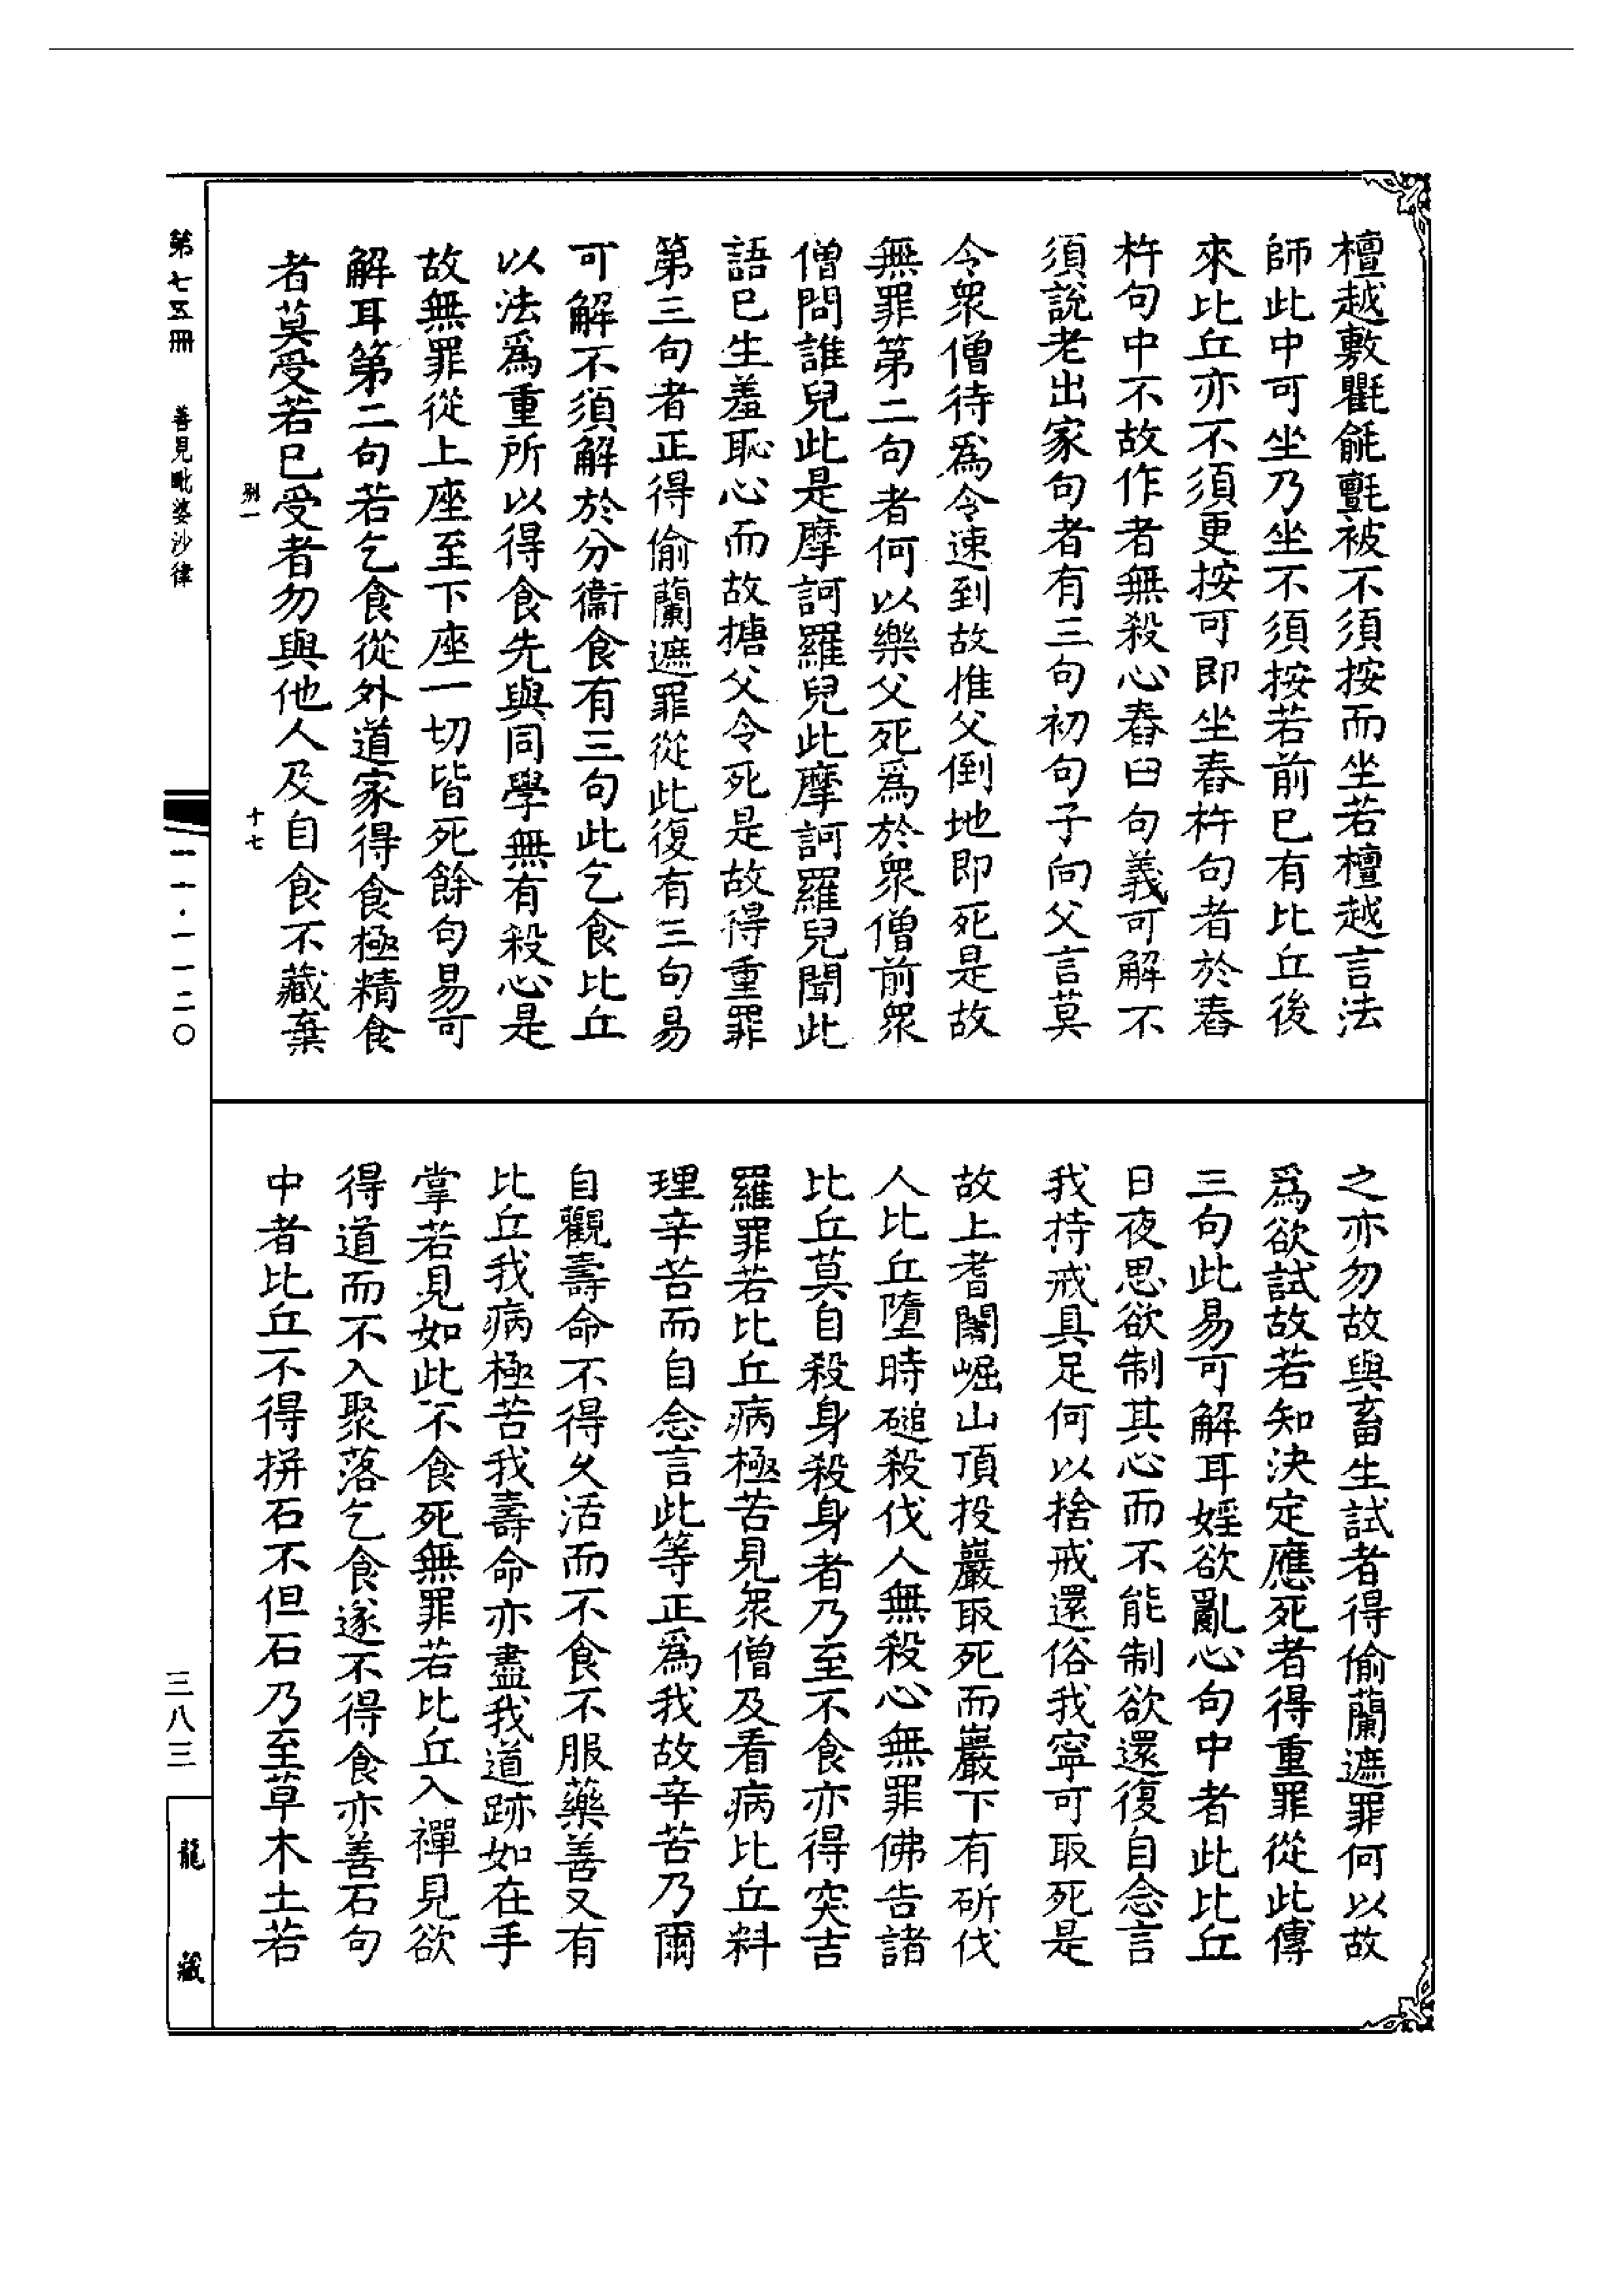 檀越敷氍毹㲪被不須按而坐若檀越言法
師此中可坐乃坐不須按若前已有比丘後
來比丘亦不須更按可即坐舂杵句者於舂
杵句中不故作者無殺心舂臼句義可解不
須說老出家句者有三句初句子向父言莫
令衆僧待爲令速到故推父倒地即死是故
無罪第二句者何以樂父死爲於衆僧前衆
僧問誰兒此是摩訶羅兒此摩訶羅兒聞此
語已生羞恥心而故搪父令死是故得重罪
第三句者正得偷蘭遮罪從此復有三句易
可解不須解於分衞食有三句此乞食比丘
以法爲重所以得食先與同學無有殺心是
故無罪從上座至下座一切皆死餘句易可
解耳第二句若乞食從外道家得食極精食
者莫受若已受者勿與他人及自食不藏棄
别一
十七
之亦勿故與畜生試者得偷蘭遮罪何以故
爲欲試故若知決定應死者得重罪從此傳
三句此易可解耳婬欲亂心句中者此比丘
日夜思欲制其心而不能制欲還復自念言
我持戒具足何以捨戒還俗我寧可取死是
故上耆闍崛山頂投巖取死而巖下有斫伐
人比丘墮時磓殺伐人無殺心無罪佛告諸
比丘莫自殺身殺身者乃至不食亦得突吉
羅罪若比丘病極苦見衆僧及看病比丘料
理辛苦而自念言此等正爲我故辛苦乃爾
自觀壽命不得久活而不食不服藥善又有
比丘我病極苦我壽命亦盡我道跡如在手
掌若見如此不食死無罪若比丘入禪見欲
得道而不入聚落乞食遂不得食亦善石句
中者比丘不得拼石不但石乃至草木土若
第七五冊
善見毗婆沙律
一一·一一二〇
三八三
龍藏